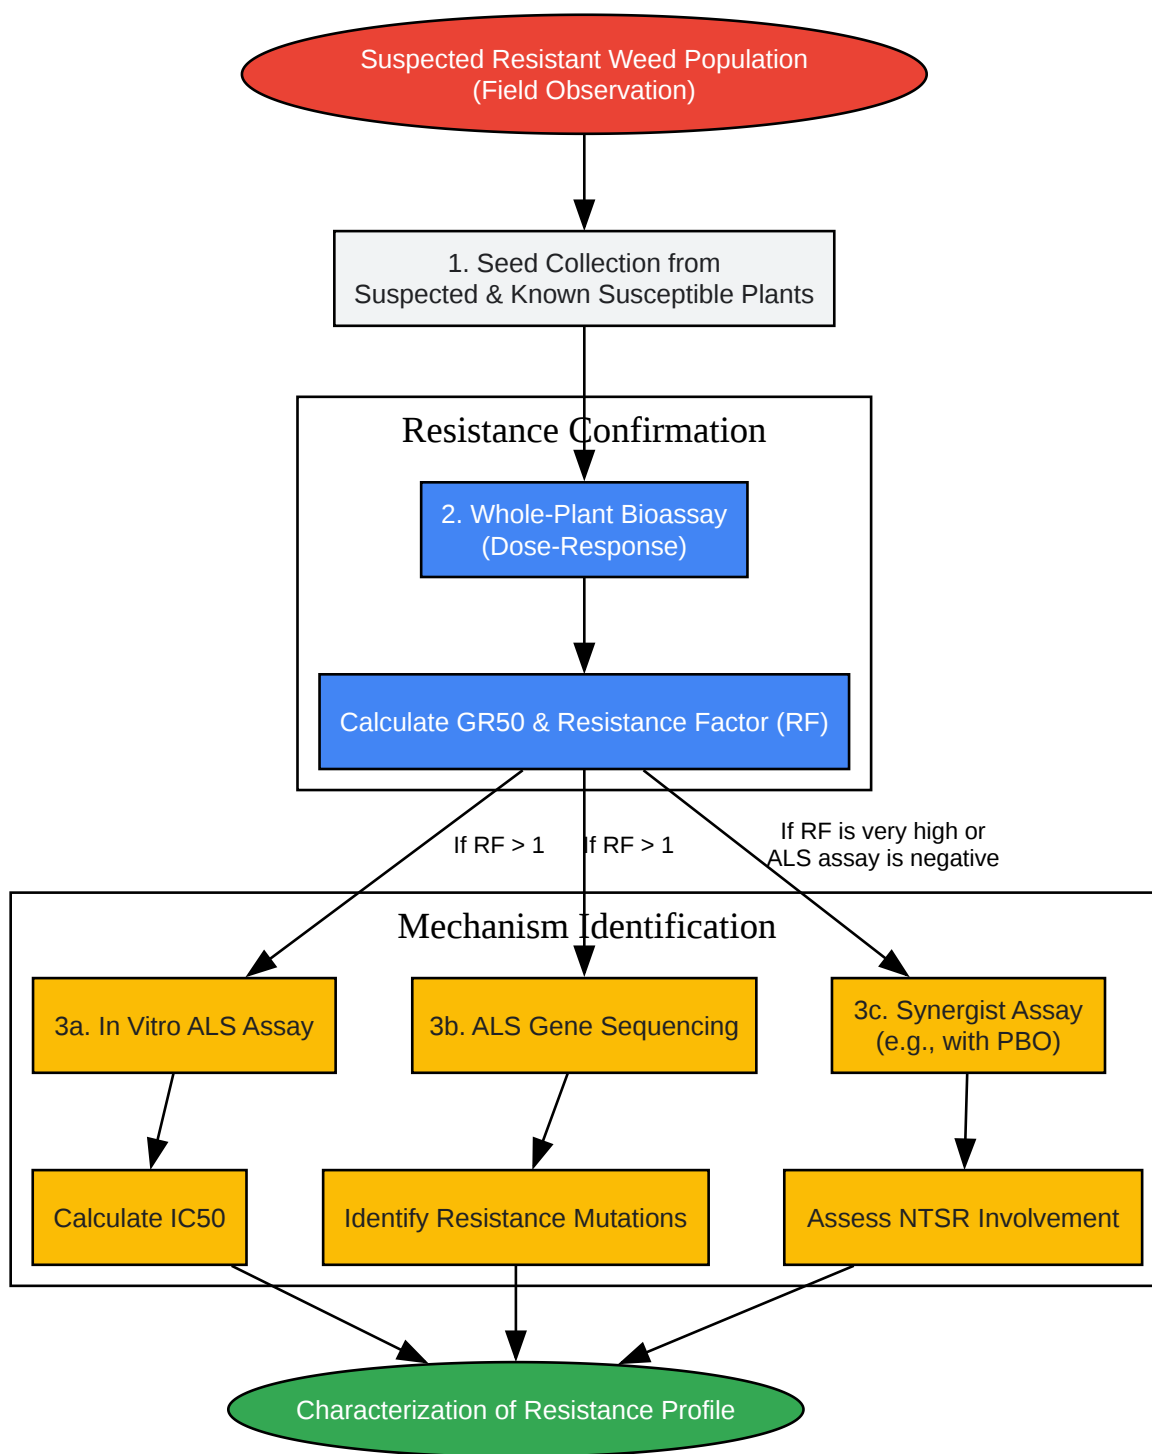 Suspected Resistant Weed Population
(Field Observation)
1. Seed Collection from
Suspected & Known Susceptible Plants
Resistance Confirmation
2. Whole-Plant Bioassay
(Dose-Response)
Calculate GR50 & Resistance Factor (RF)
If RF > 1
If RF > 1
If RF is very high or
ALS assay is negative
Mechanism Identification
3a. In Vitro ALS Assay
3b. ALS Gene Sequencing
3c. Synergist Assay
(e.g., with PBO)
Calculate IC50
Identify Resistance Mutations
Assess NTSR Involvement
Characterization of Resistance Profile